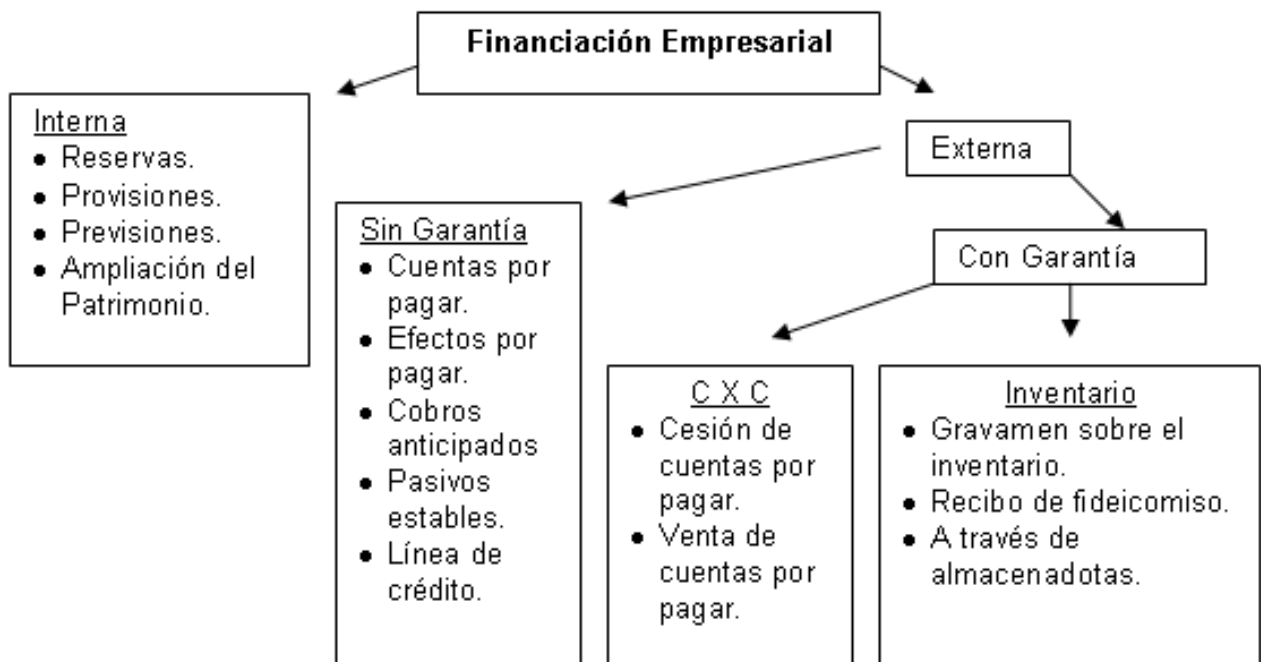 Financiación Empresarial
Interna
● Reservas.
● Provisiones.
● Previsiones.
● Ampliación del
Patrimonio.
Externa
Sin Garantía
● Cuentas por
pagar.
● Efectos por
pagar.
● Cobros
anticipados
● Pasivos
estables.
● Línea de
crédito.
Con Garantía
C X C
● Cesión de
cuentas por
pagar.
● Venta de
cuentas por
pagar.
Inventario
● Gravamen sobre el
inventario.
● Recibo de fideicomiso.
● A través de
almacenadotas.